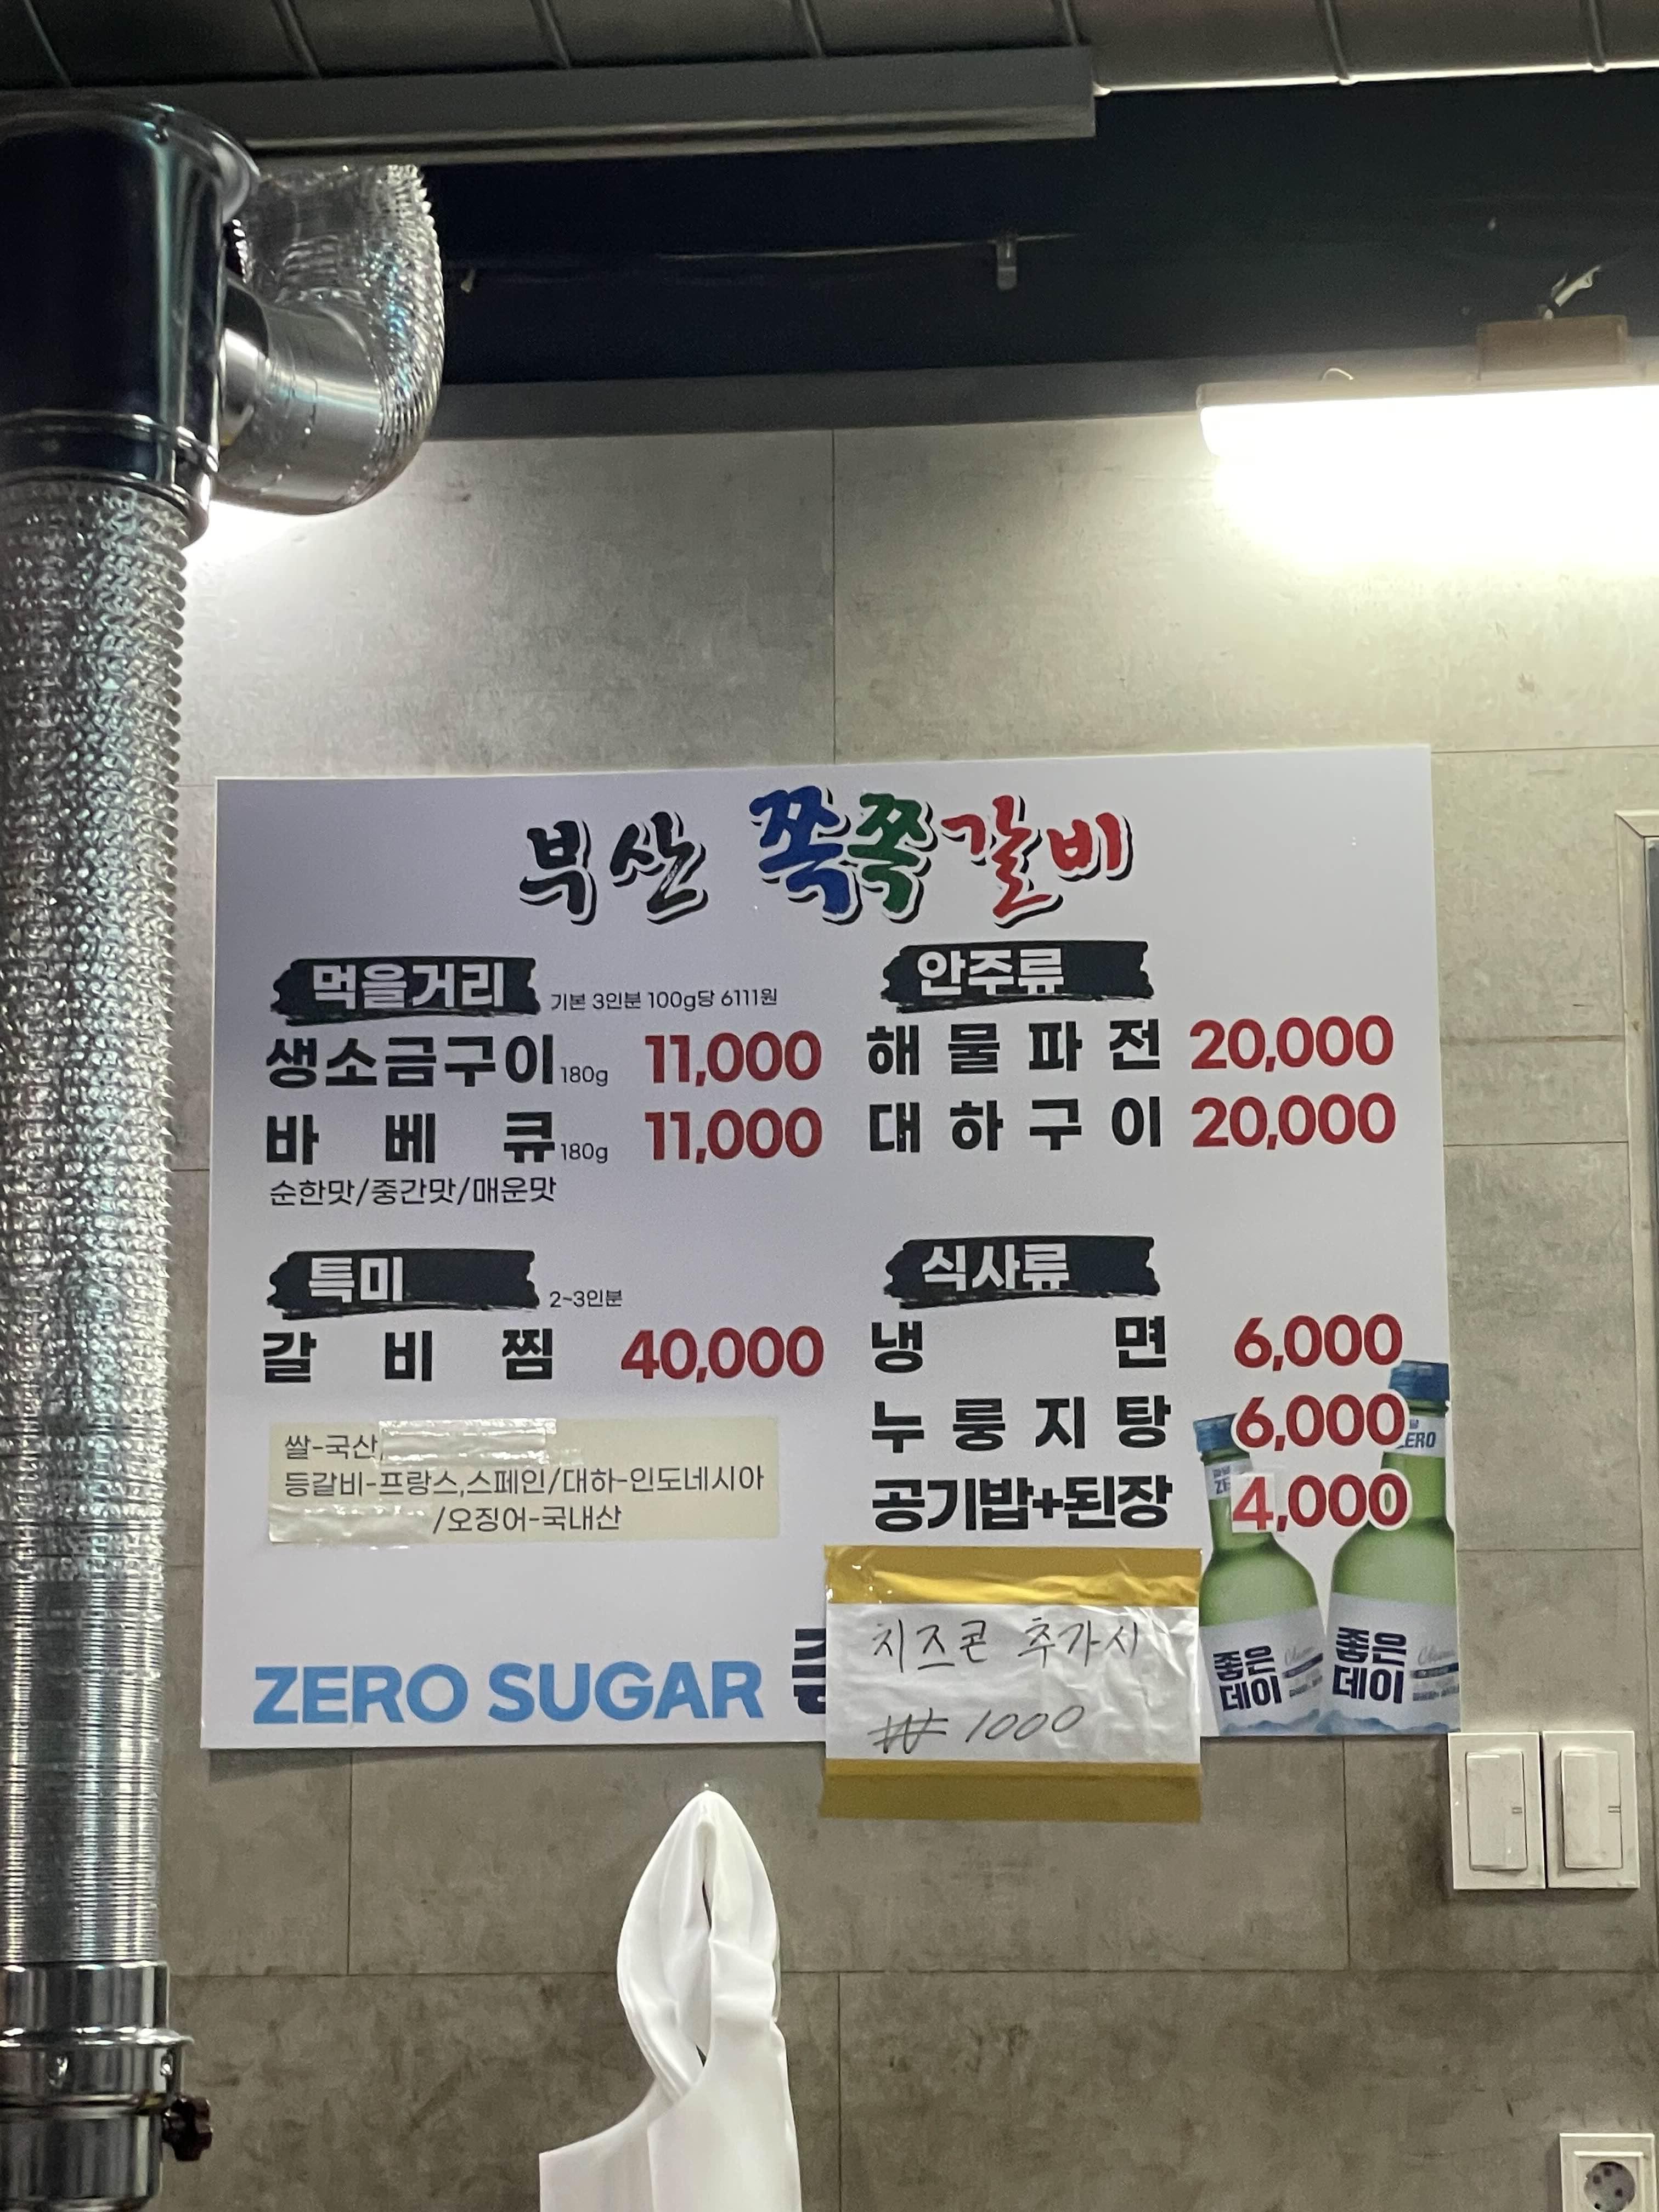 부산 쪽쪽갈비
먹을거리 기본 3인분 100g당 6111원
생소금구이 180g 11,000
바베큐 180g 11,000
순한맛/중간맛/매운맛
특미 2~3인분
갈비찜 40,000
쌀-국산,
등갈비-프랑스,스페인/대하-인도네시아
/오징어-국내산
안주류
해물파전 20,000
대하구이 20,000
식사류
냉면 6,000
누룽지탕 6,000
공기밥+된장 4,000
ZERO SUGAR
치즈콘 추가시
₩ 1000
ZERO
좋은
데이
좋은
데이